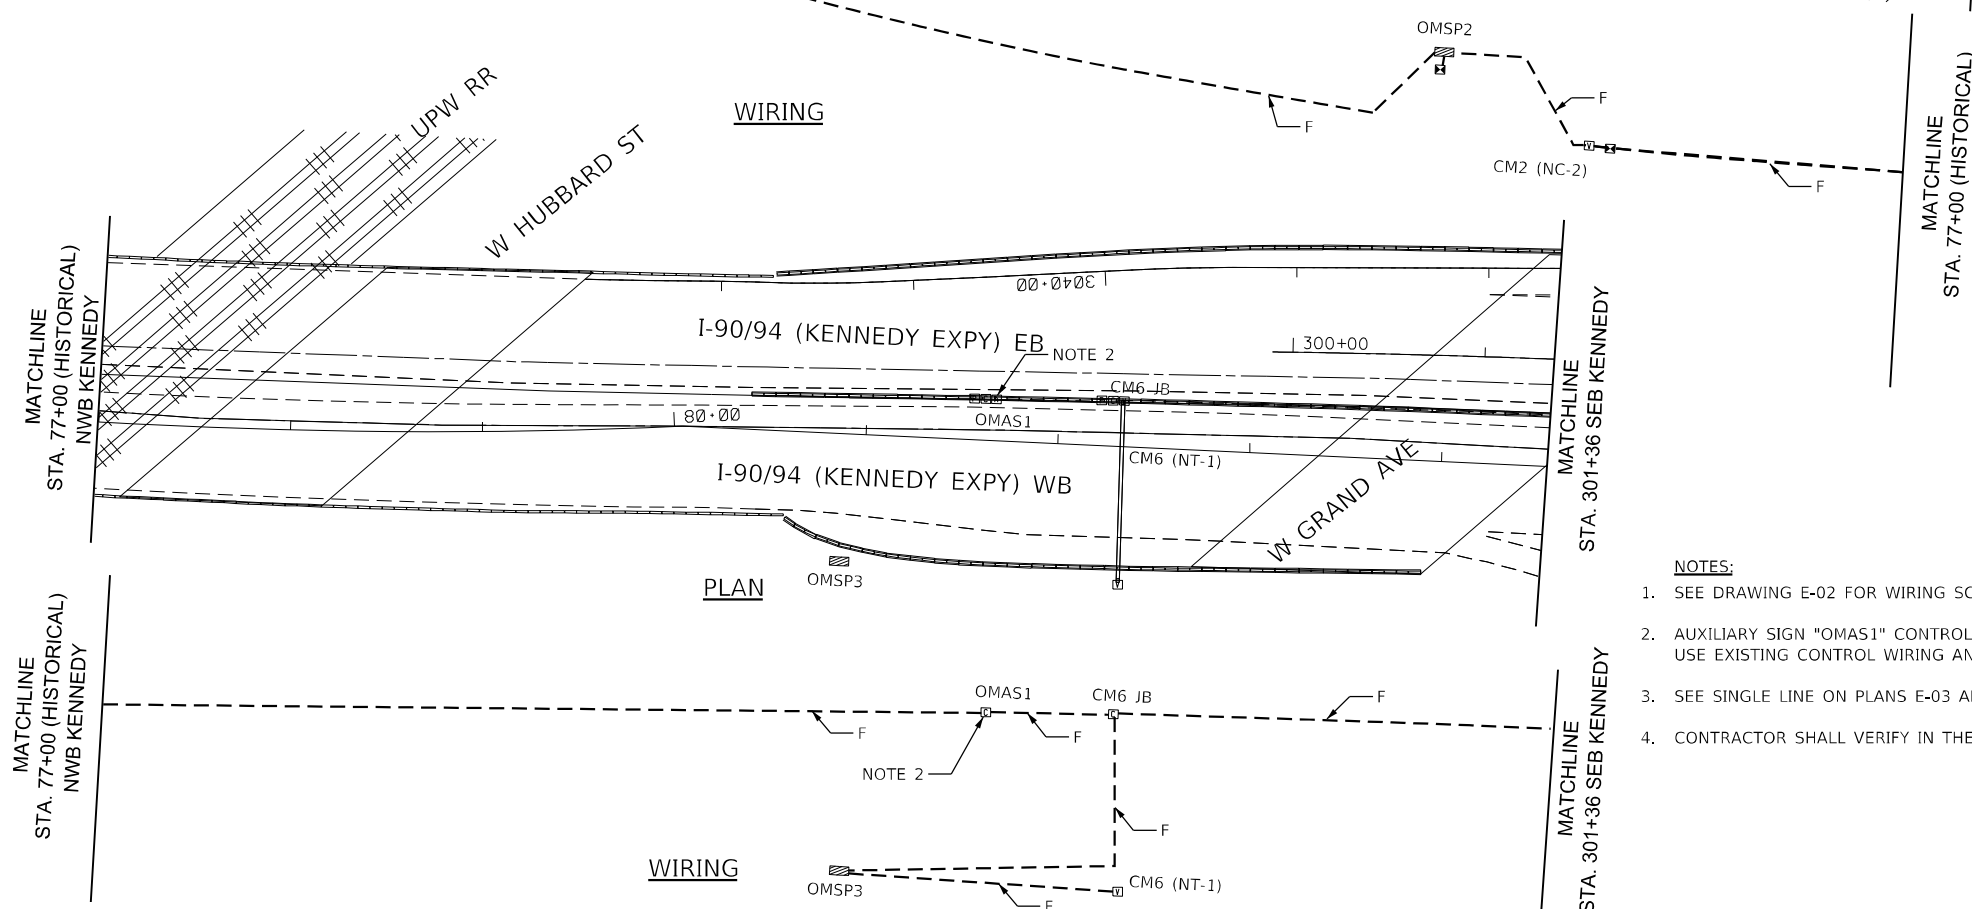 OMSP2
WIRING
F
F
CM2 (NC-2)
F
MATCHLINE
STA. 77+00 (HISTORICAL)
UPW RR
W HUBBARD ST
MATCHLINE
STA. 77+00 (HISTORICAL)
NWB KENNEDY
3040+00
I-90/94 (KENNEDY EXPY) EB
300+00
NOTE 2
CM6 JB
80+00
OMAS1
CM6 (NT-1)
I-90/94 (KENNEDY EXPY) WB
W GRAND AVE
MATCHLINE
STA. 301+36 SEB KENNEDY
OMSP3
PLAN
NOTES:
1. SEE DRAWING E-02 FOR WIRING SC
2. AUXILIARY SIGN "OMAS1" CONTROL
USE EXISTING CONTROL WIRING AN
3. SEE SINGLE LINE ON PLANS E-03 A
4. CONTRACTOR SHALL VERIFY IN THE
MATCHLINE
STA. 77+00 (HISTORICAL)
NWB KENNEDY
OMAS1
CM6 JB
F
F
F
NOTE 2
F
WIRING
OMSP3
CM6 (NT-1)
F
MATCHLINE
STA. 301+36 SEB KENNEDY